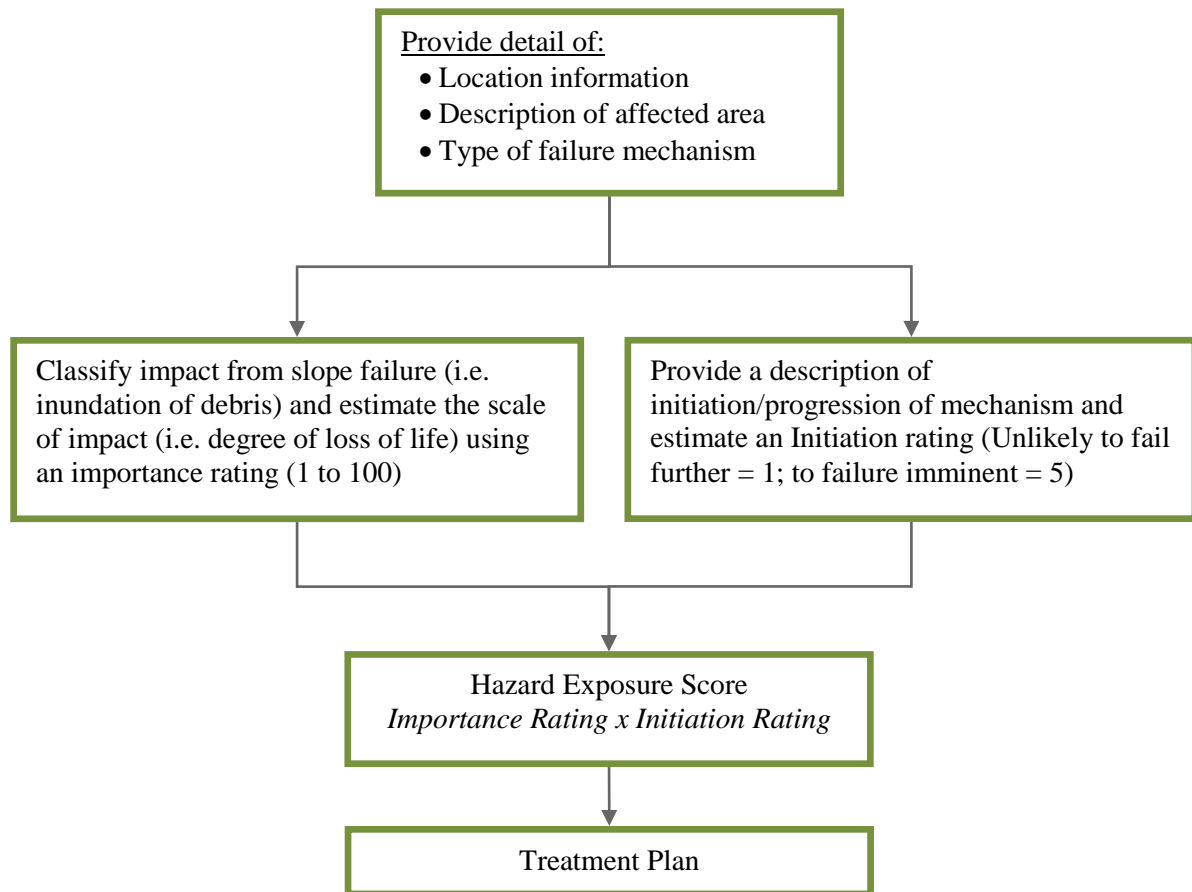 Provide detail of:
• Location information
• Description of affected area
• Type of failure mechanism
Classify impact from slope failure (i.e.
inundation of debris) and estimate the scale
of impact (i.e. degree of loss of life) using
an importance rating (1 to 100)
Provide a description of
initiation/progression of mechanism and
estimate an Initiation rating (Unlikely to fail
further = 1; to failure imminent = 5)
Hazard Exposure Score
Importance Rating x Initiation Rating
Treatment Plan